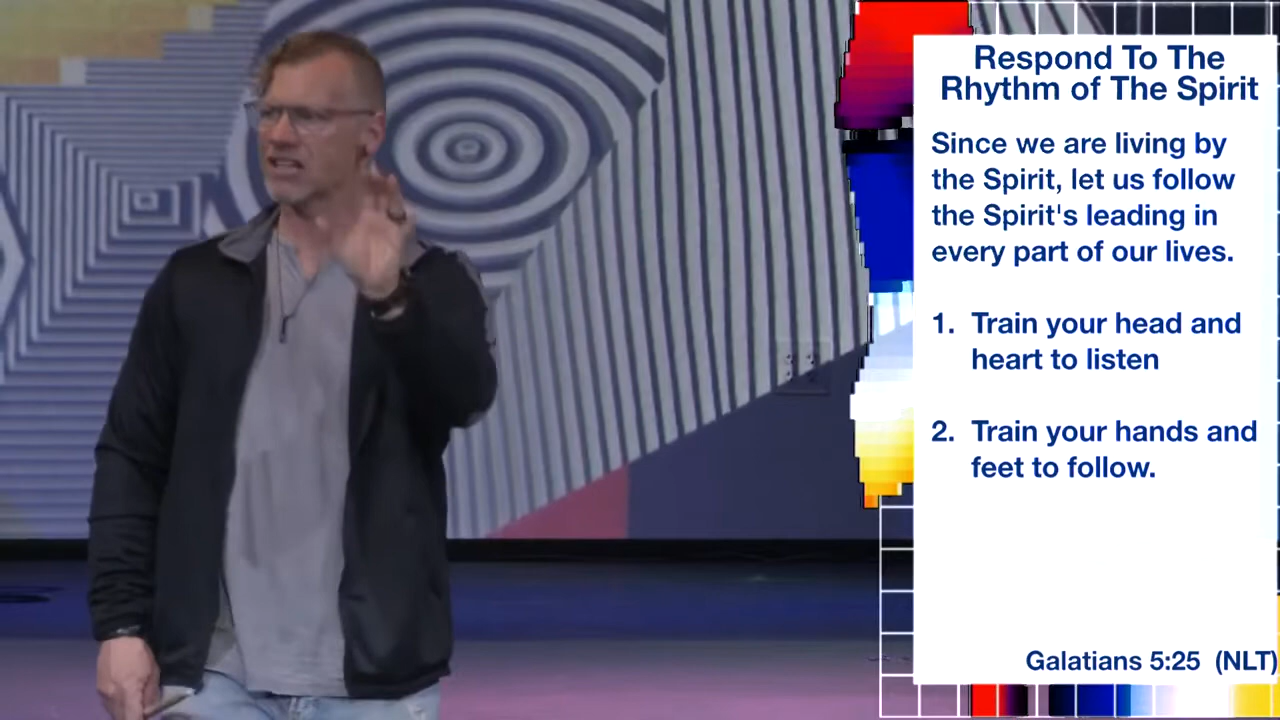 Respond To The
Rhythm of The Spirit
Since we are living by
the Spirit, let us follow
the Spirit's leading in
every part of our lives.
1. Train your head and
heart to listen
2. Train your hands and
feet to follow.
Galatians 5:25 (NLT)